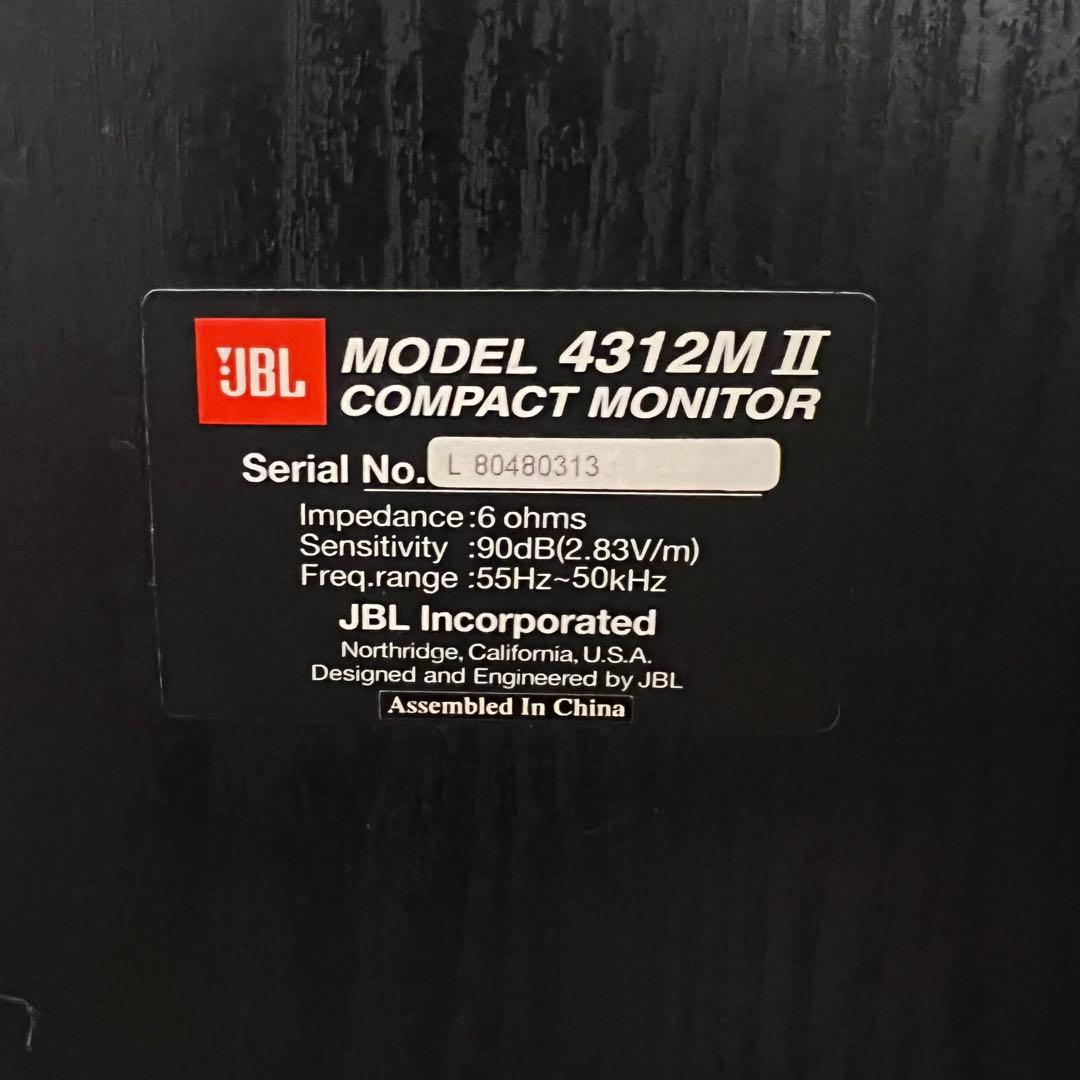 JBL MODEL 4312M II
COMPACT MONITOR
Serial No. L 80480313
Impedance:6 ohms
Sensitivity :90dB(2.83V/m)
Freq.range :55Hz~50kHz
JBL Incorporated
Northridge, California, U.S.A.
Designed and Engineered by JBL
Assembled In China